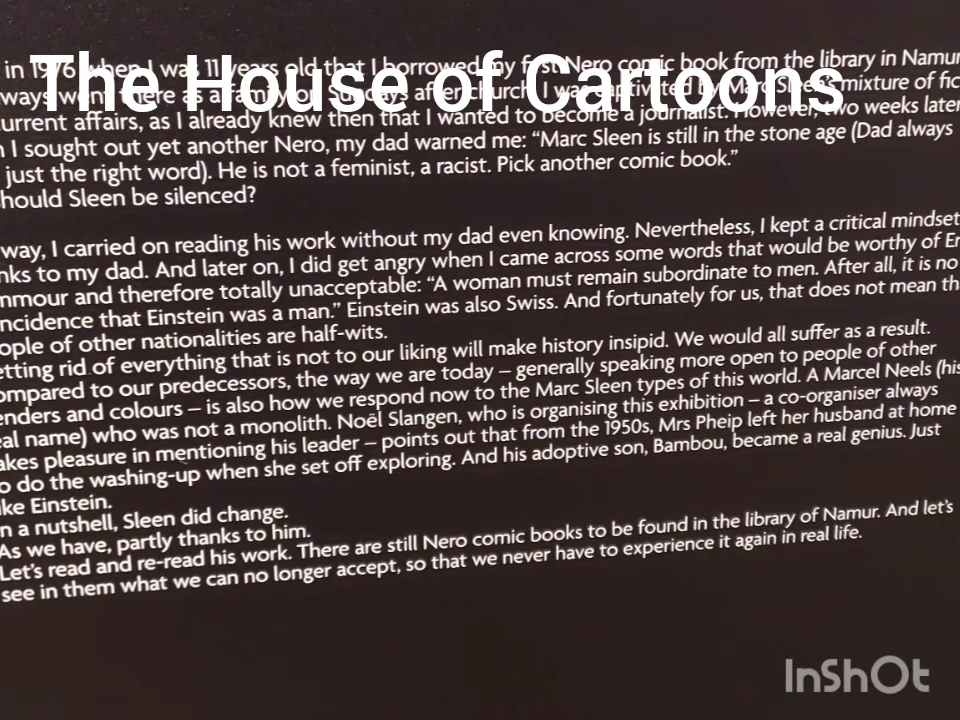 The House of Cartoons
in 1976 when I was 11 years old that I borrowed my first Nero comic book from the library in Namur
ways went there as a family on Sundays after church. I was captivated by Marc Sleen's mixture of fic
urrent affairs, as I already knew then that I wanted to become a journalist. However, two weeks later
n I sought out yet another Nero, my dad warned me: “Marc Sleen is still in the stone age (Dad always
just the right word). He is not a feminist, a racist. Pick another comic book.”
hould Sleen be silenced?
way, I carried on reading his work without my dad even knowing. Nevertheless, I kept a critical mindset
nks to my dad. And later on, I did get angry when I came across some words that would be worthy of Er
mmour and therefore totally unacceptable: “A woman must remain subordinate to men. After all, it is no
incidence that Einstein was a man.” Einstein was also Swiss. And fortunately for us, that does not mean th
ople of other nationalities are half-wits.
etting rid of everything that is not to our liking will make history insipid. We would all suffer as a result.
ompared to our predecessors, the way we are today – generally speaking more open to people of other
enders and colours – is also how we respond now to the Marc Sleen types of this world. A Marcel Neels (his
eal name) who was not a monolith. Noël Slangen, who is organising this exhibition – a co-organiser always
akes pleasure in mentioning his leader – points out that from the 1950s, Mrs Pheip left her husband at home
o do the washing-up when she set off exploring. And his adoptive son, Bambou, became a real genius. Just
ike Einstein.
n a nutshell, Sleen did change.
As we have, partly thanks to him.
Let's read and re-read his work. There are still Nero comic books to be found in the library of Namur. And let's
see in them what we can no longer accept, so that we never have to experience it again in real life.
InShOt